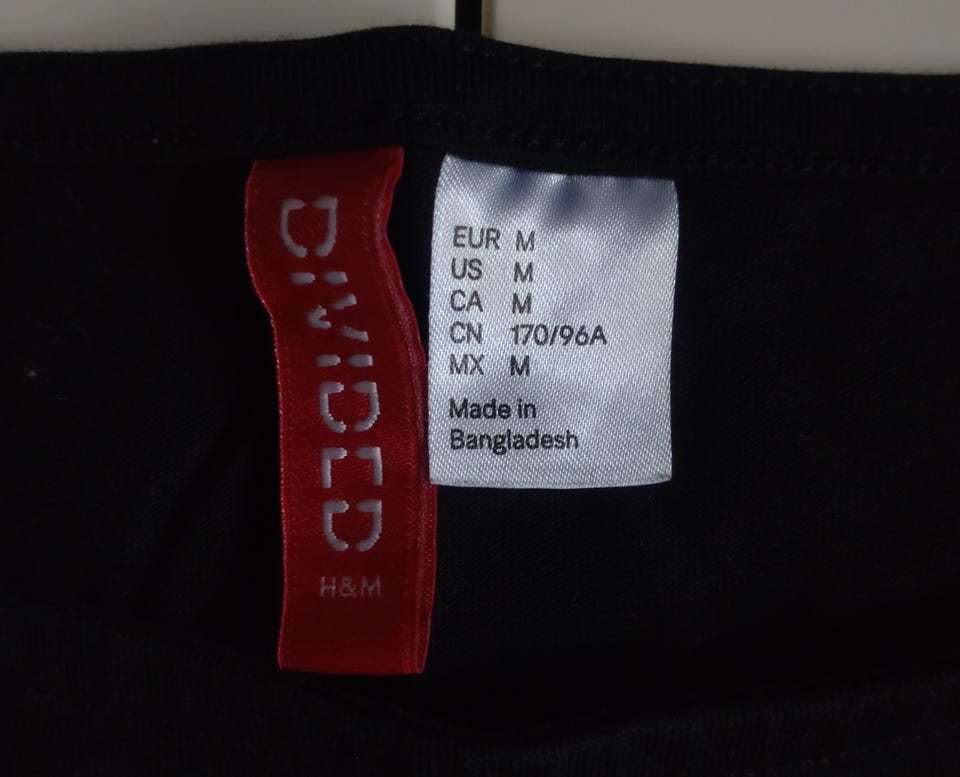 DIVIDED
H&M
EUR M
US M
CA M
CN 170/96A
MX M
Made in
Bangladesh